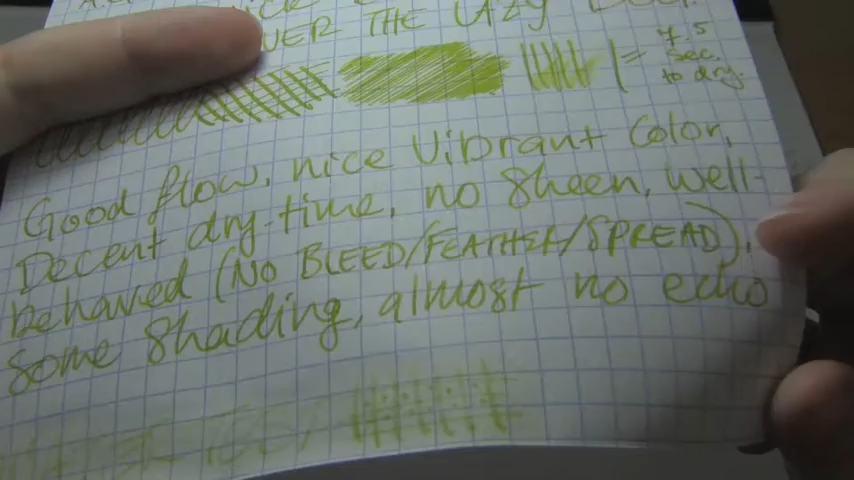 OVER THE LAZY DOG.
= 7.5
sec.
to dry.
Good flow, nice Vibrant Color,
Decent dry-time, no Sheen, well-
behaved (NO BLEED/FEATHER/SPREAD),
Some Shading, almost no echo